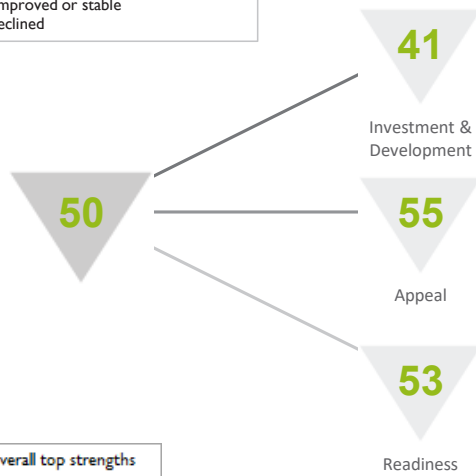 mproved or stable
eclined
41
Investment &
Development
50
55
Appeal
53
Readiness
verall top strengths